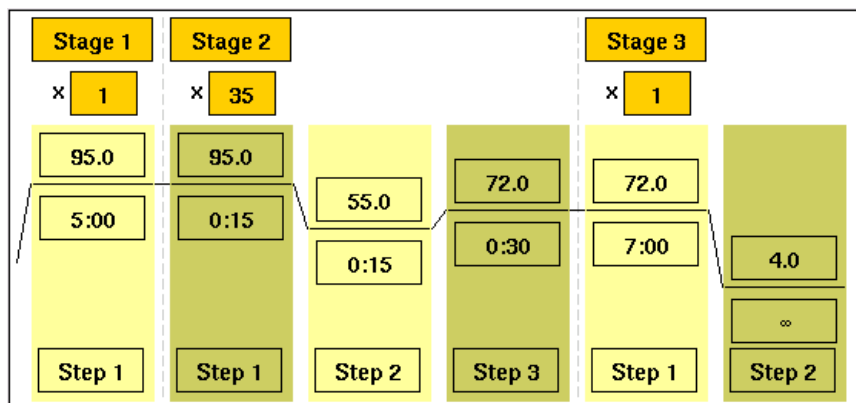 Stage 1 Stage 2 Stage 3
x 1 x 35 x 1
95.0 95.0 55.0 72.0 72.0 4.0
5:00 0:15 0:15 0:30 7:00 ∞
Step 1 Step 1 Step 2 Step 3 Step 1 Step 2